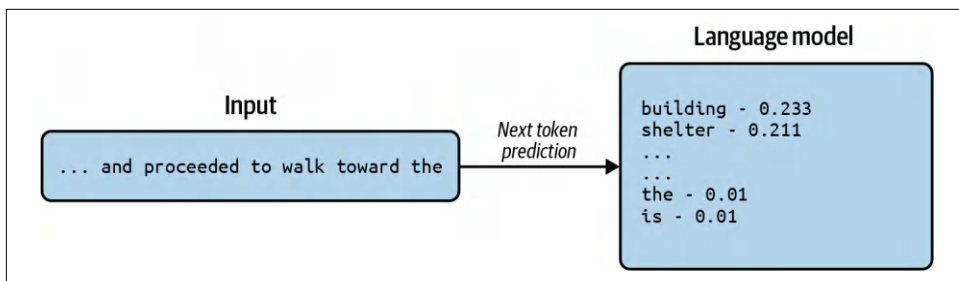 Input
... and proceeded to walk toward the
Next token
prediction
Language model
building - 0.233
shelter - 0.211
...
...
the - 0.01
is - 0.01